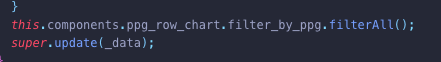 }
this.components.ppg_row_chart.filter_by_ppg.filterAll();
super.update(_data);